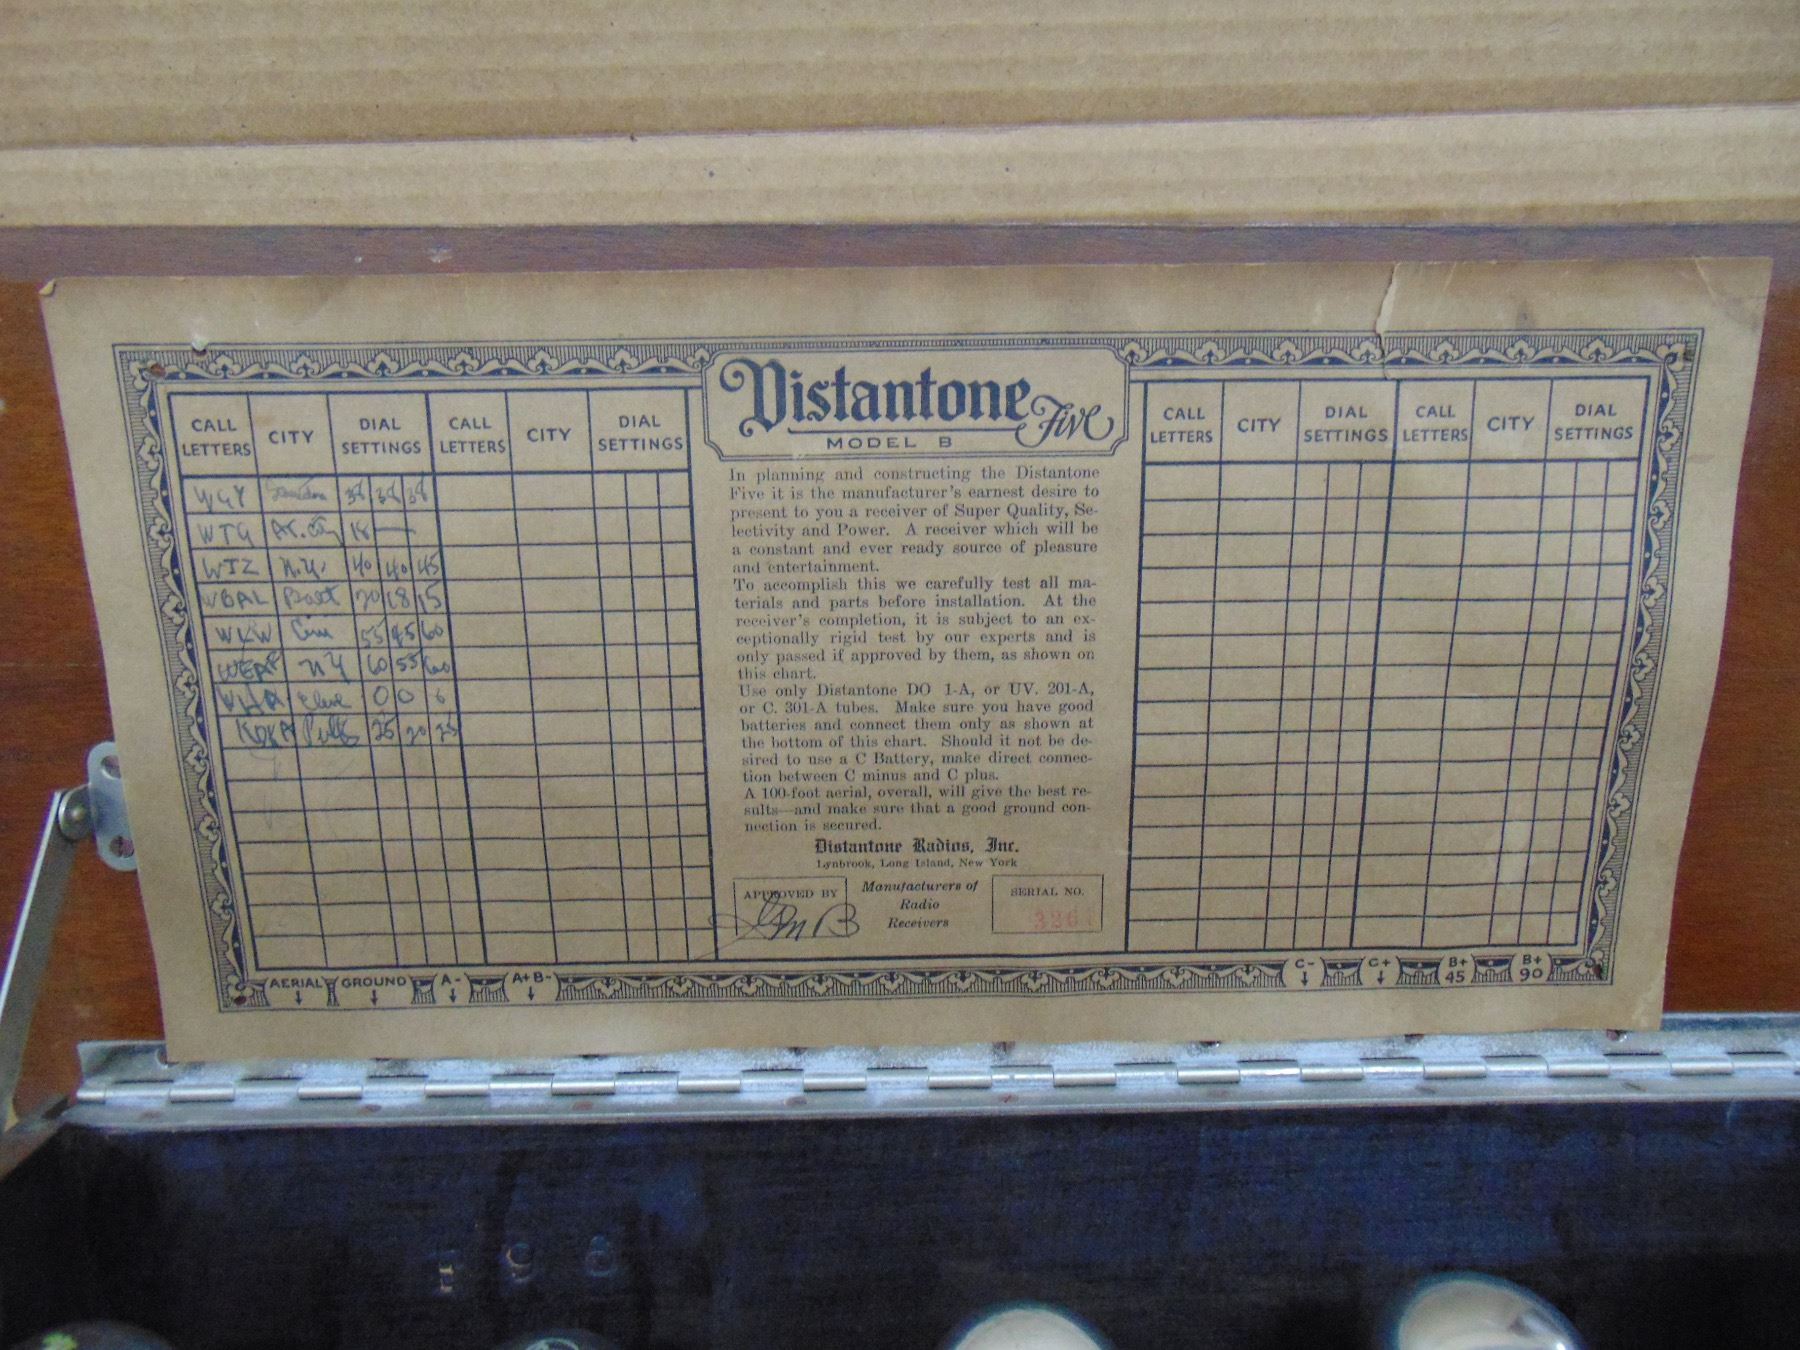 Distantone Five
MODEL B
CALL LETTERS CITY DIAL SETTINGS CALL LETTERS CITY DIAL SETTINGS
WGY 38 38 38
WTG At. City 18 —
WJZ N.Y. 40 40 45
WBAL 20 18 15
WKW 55 45 60
WEAF NY 60 55 60
Cleve 0 0
KDKA 25 20 25
In planning and constructing the Distantone
Five it is the manufacturer's earnest desire to
present to you a receiver of Super Quality, Se-
lectivity and Power. A receiver which will be
a constant and ever ready source of pleasure
and entertainment.
To accomplish this we carefully test all ma-
terials and parts before installation. At the
receiver's completion, it is subject to an ex-
ceptionally rigid test by our experts and is
only passed if approved by them, as shown on
this chart.
Use only Distantone DO 1-A, or UV. 201-A,
or C. 301-A tubes. Make sure you have good
batteries and connect them only as shown at
the bottom of this chart. Should it not be de-
sired to use a C Battery, make direct connec-
tion between C minus and C plus.
A 100-foot aerial, overall, will give the best re-
sults—and make sure that a good ground con-
nection is secured.
Distantone Radios, Inc.
Lynbrook, Long Island, New York
APPROVED BY
Manufacturers of
Radio
Receivers
SERIAL NO.
CALL LETTERS CITY DIAL SETTINGS CALL LETTERS CITY DIAL SETTINGS
AERIAL GROUND A- A+B- C- C+ B+ 45 B+ 90